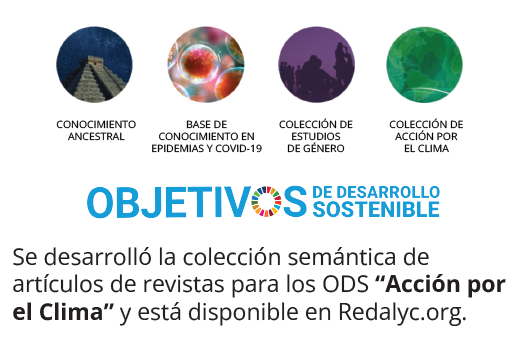 CONOCIMIENTO
ANCESTRAL
BASE DE
CONOCIMIENTO EN
EPIDEMIAS Y COVID-19
COLECCIÓN DE
ESTUDIOS
DE GÉNERO
COLECCIÓN DE
ACCIÓN POR
EL CLIMA
OBJETIVOS
DE DESARROLLO
SOSTENIBLE
Se desarrolló la colección semántica de
artículos de revistas para los ODS “Acción por
el Clima” y está disponible en Redalyc.org.